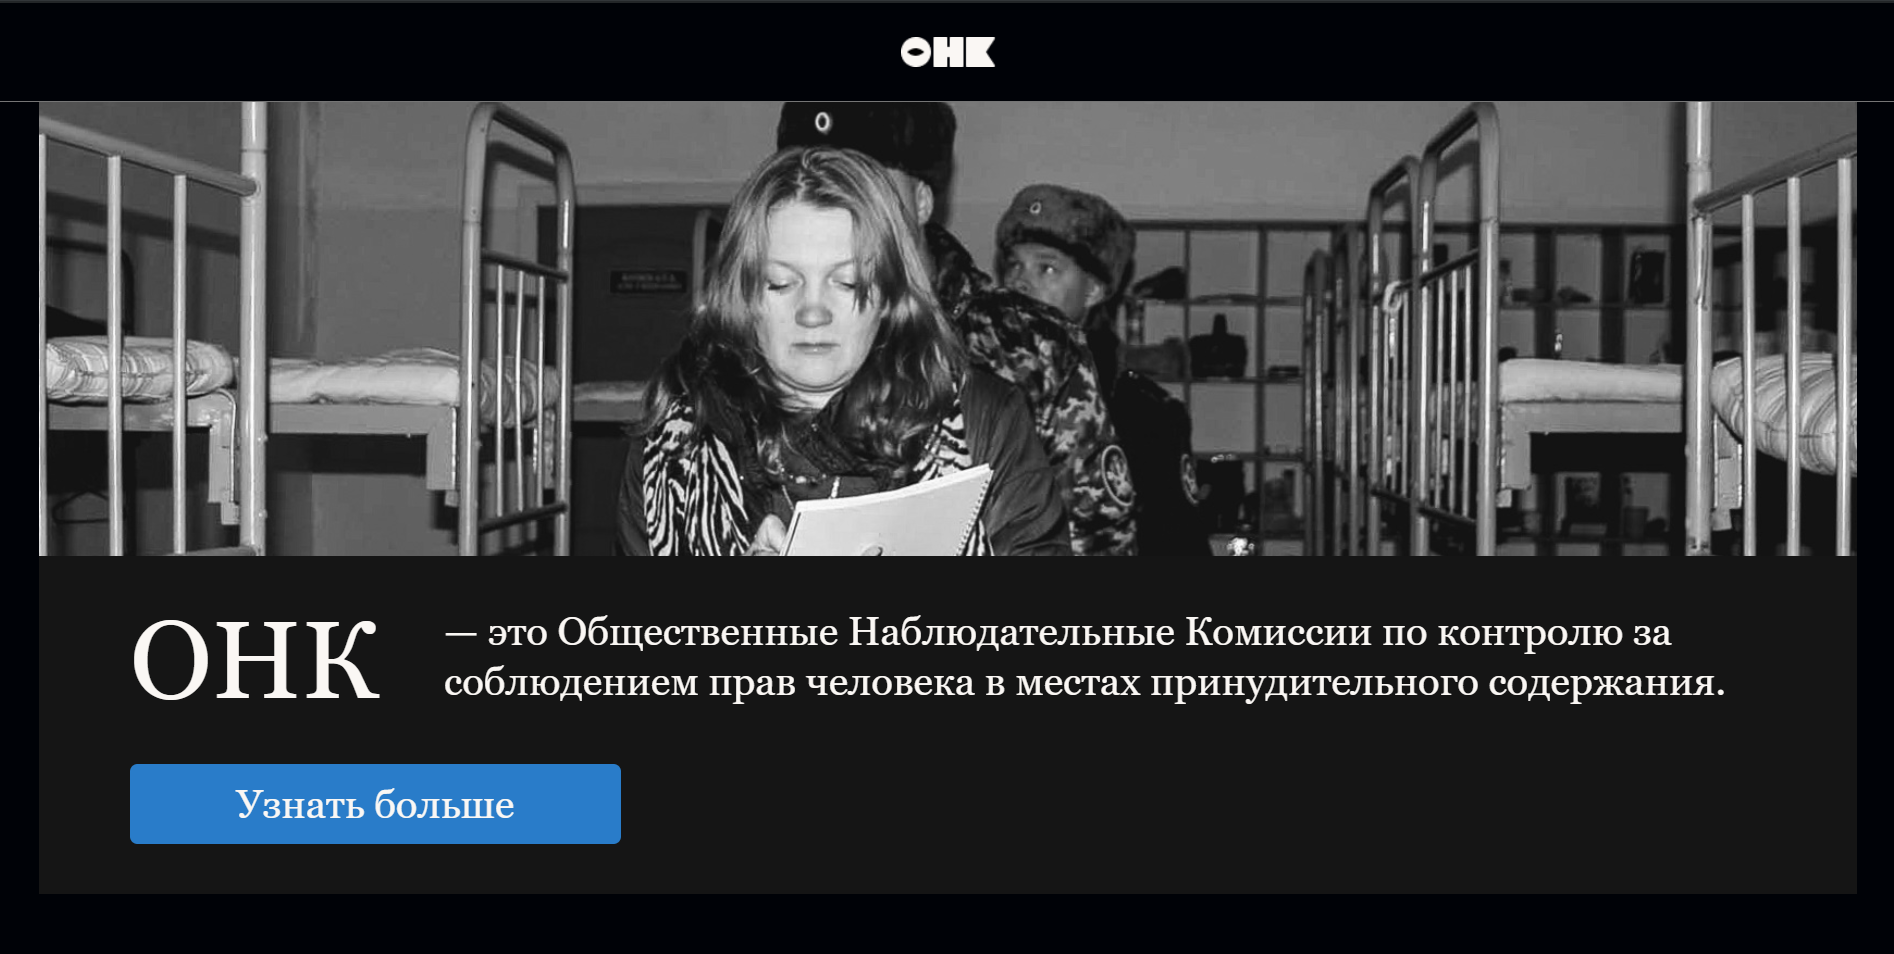 ОНК
ОНК
— это Общественные Наблюдательные Комиссии по контролю за
соблюдением прав человека в местах принудительного содержания.
Узнать больше